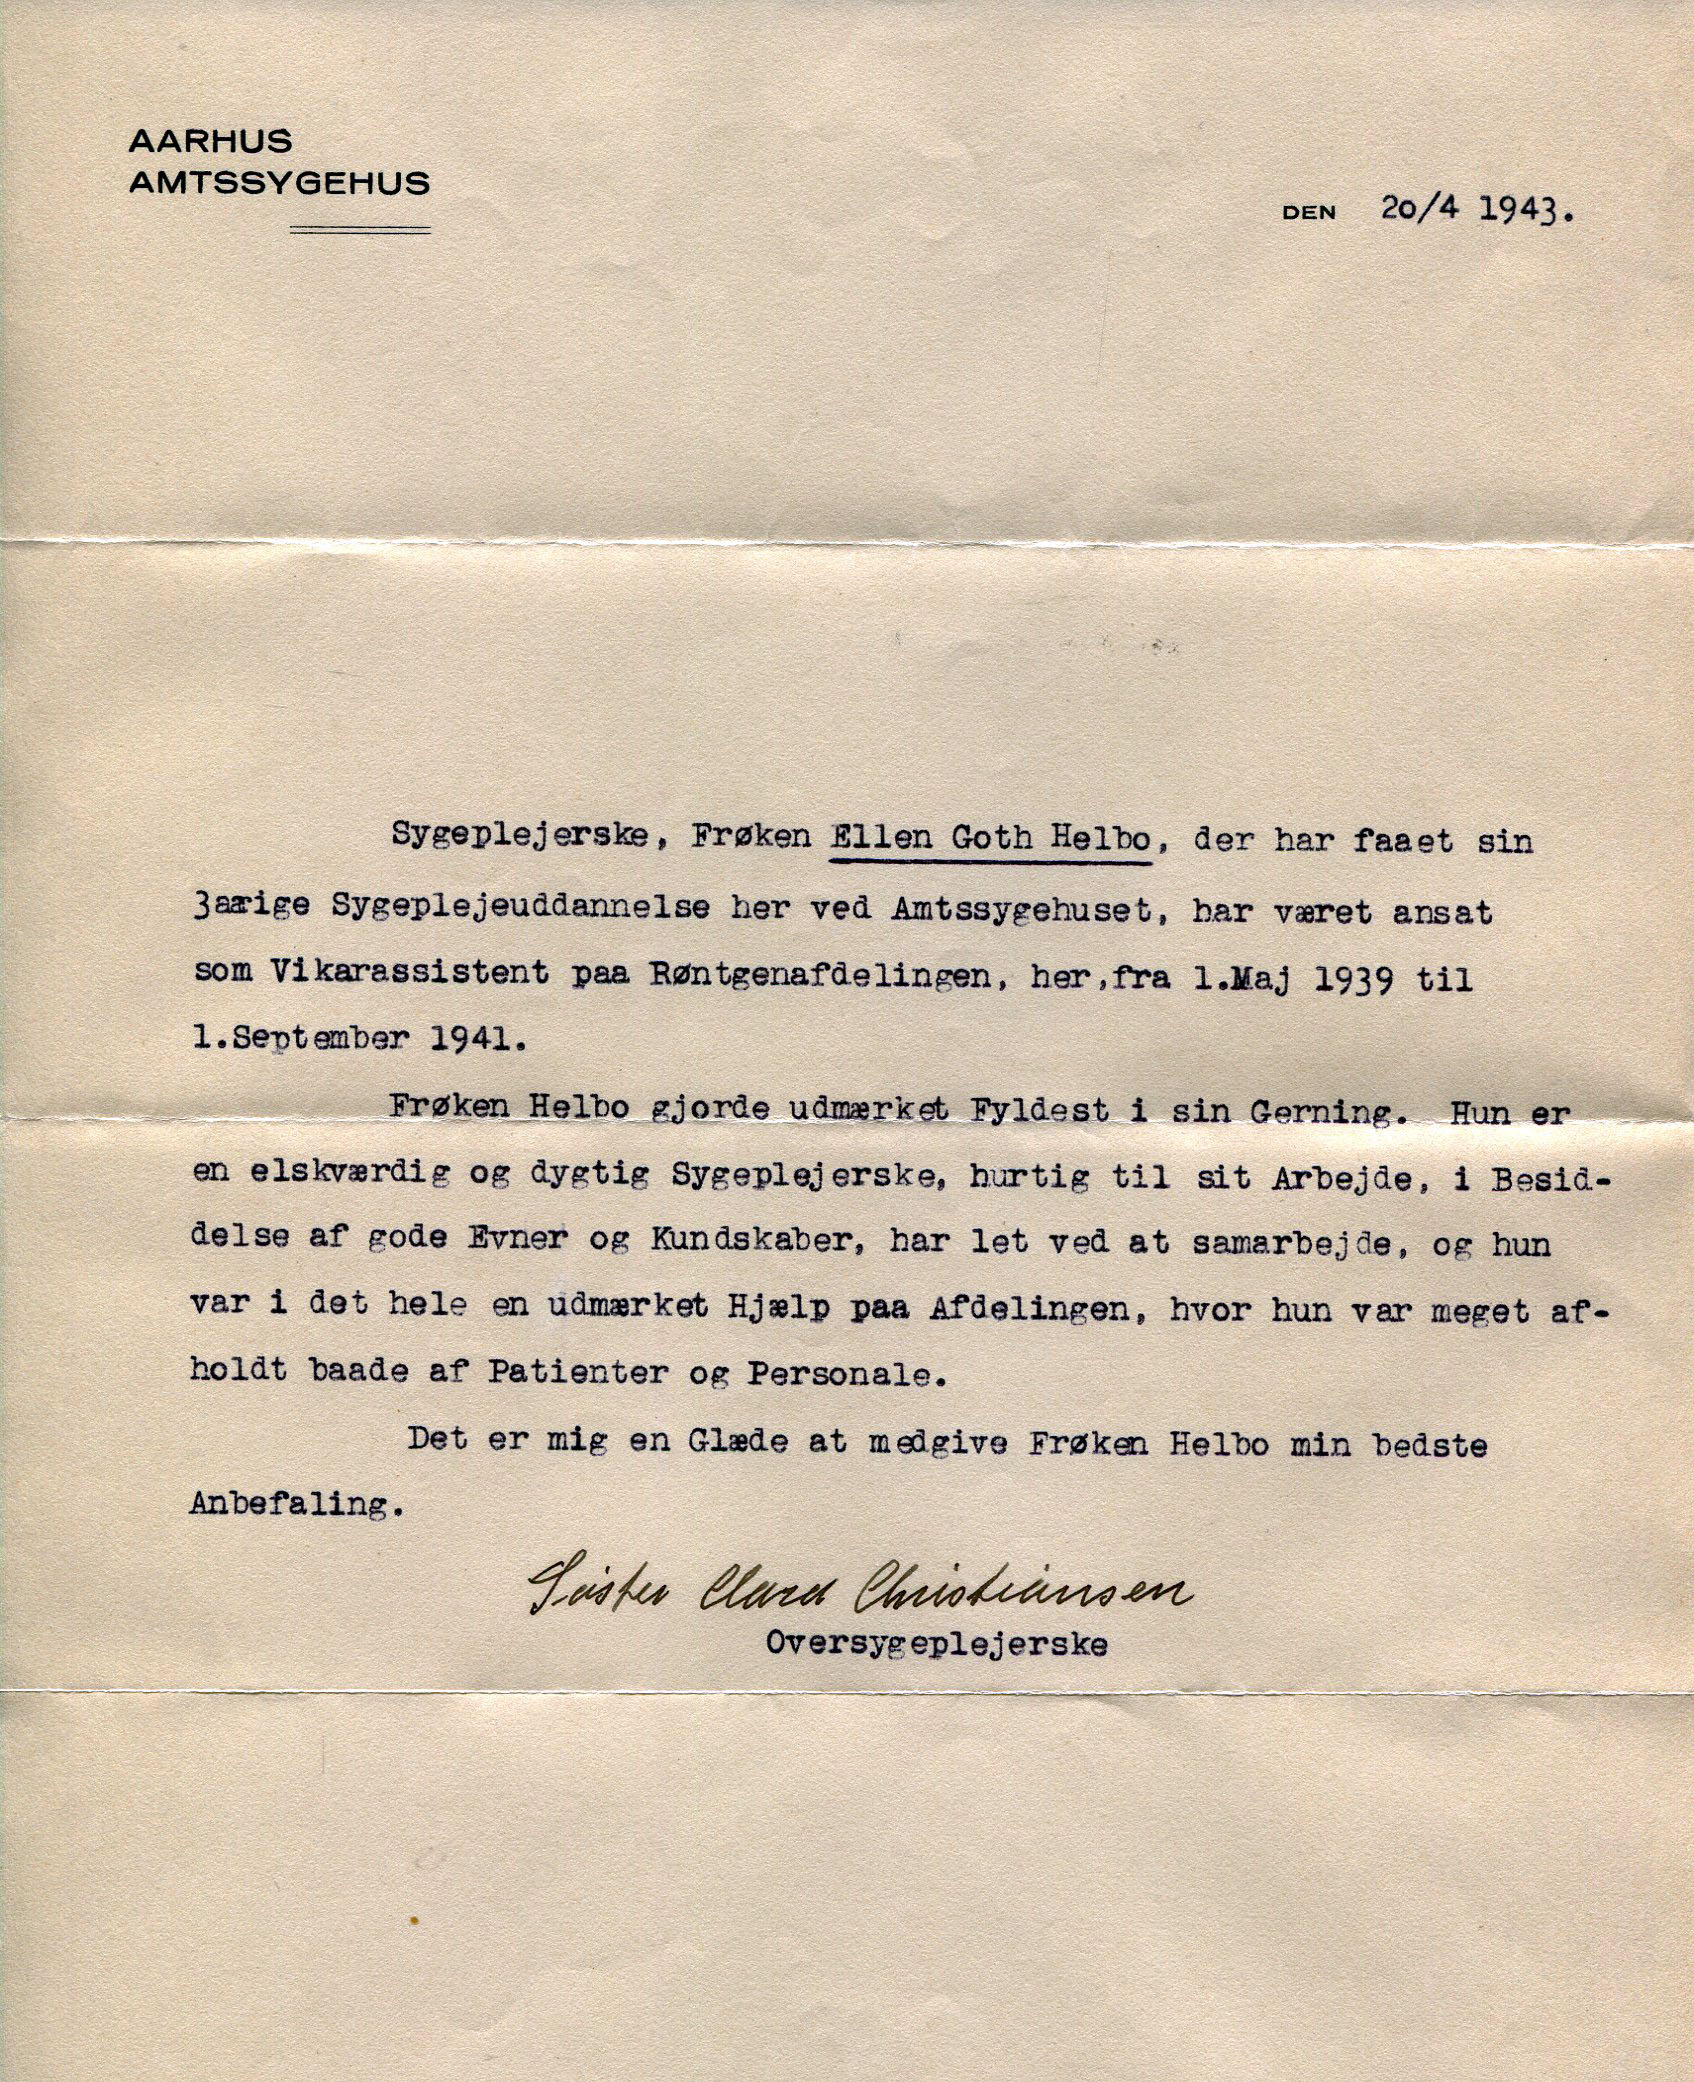 AARHUS
AMTSSYGEHUS
DEN 20/4 1943.
Sygeplejerske, Frøken Ellen Goth Helbo, der har faaet sin
3aarige Sygeplejeuddannelse her ved Amtssygehuset, har været ansat
som Vikarassistent paa Røntgenafdelingen, her,fra 1.Maj 1939 til
1.September 1941.
Frøken Helbo gjorde udmærket Fyldest i sin Gerning. Hun er
en elskværdig og dygtig Sygeplejerske, hurtig til sit Arbejde, i Besid-
delse af gode Evner og Kundskaber, har let ved at samarbejde, og hun
var i det hele en udmærket Hjælp paa Afdelingen, hvor hun var meget af-
holdt baade af Patienter og Personale.
Det er mig en Glæde at medgive Frøken Helbo min bedste
Anbefaling.
Søster Clara Christiansen
Oversygeplejerske